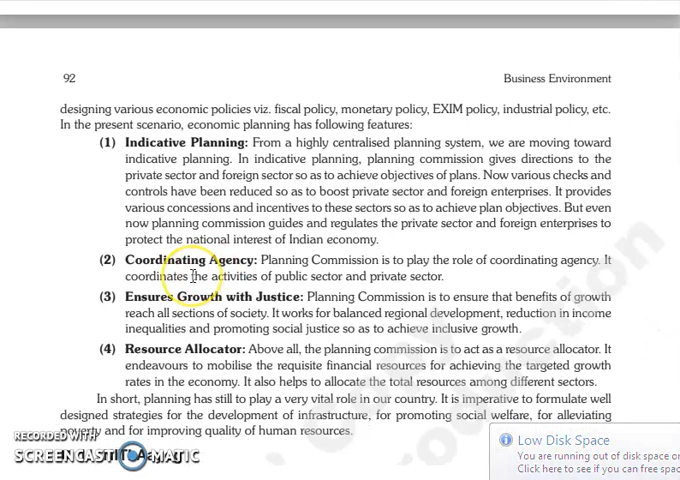 92
Business Environment
designing various economic policies viz. fiscal policy, monetary policy, EXIM policy, industrial policy, etc.
In the present scenario, economic planning has following features:
(1) Indicative Planning: From a highly centralised planning system, we are moving toward
indicative planning. In indicative planning, planning commission gives directions to the
private sector and foreign sector so as to achieve objectives of plans. Now various checks and
controls have been reduced so as to boost private sector and foreign enterprises. It provides
various concessions and incentives to these sectors so as to achieve plan objectives. But even
now planning commission guides and regulates the private sector and foreign enterprises to
protect the national interest of Indian economy.
(2) Coordinating Agency: Planning Commission is to play the role of coordinating agency. It
coordinates the activities of public sector and private sector.
(3) Ensures Growth with Justice: Planning Commission is to ensure that benefits of growth
reach all sections of society. It works for balanced regional development, reduction in income
inequalities and promoting social justice so as to achieve inclusive growth.
(4) Resource Allocator: Above all, the planning commission is to act as a resource allocator. It
endeavours to mobilise the requisite financial resources for achieving the targeted growth
rates in the economy. It also helps to allocate the total resources among different sectors.
In short, planning has still to play a very vital role in our country. It is imperative to formulate well
designed strategies for the development of infrastructure, for promoting social welfare, for alleviating
poverty and for improving quality of human resources.
RECORDED WITH
SCREENCAST MATIC
Low Disk Space
You are running out of disk space
Click here to see if you can free